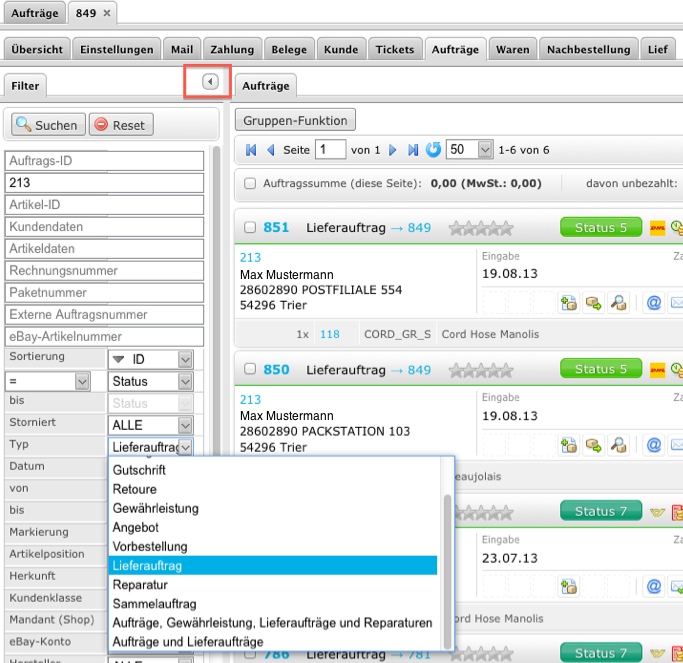 Aufträge 849
Übersicht Einstellungen Mail Zahlung Belege Kunde Tickets Aufträge Waren Nachbestellung Lief
Filter
Aufträge
Suchen Reset
Auftrags-ID
213
Artikel-ID
Kundendaten
Artikeldaten
Rechnungsnummer
Paketnummer
Externe Auftragsnummer
eBay-Artikelnummer
Sortierung ID
= Status
bis Status
Storniert ALLE
Typ Lieferauftrag
Datum
von
bis
Markierung
Artikelposition
Herkunft
Kundenklasse
Mandant (Shop)
eBay-Konto
Hersteller ALLE
Gutschrift
Retoure
Gewährleistung
Angebot
Vorbestellung
Lieferauftrag
Reparatur
Sammelauftrag
Aufträge, Gewährleistung, Lieferaufträge und Reparaturen
Aufträge und Lieferaufträge
Gruppen-Funktion
Seite 1 von 1 50 1-6 von 6
Auftragssumme (diese Seite): 0,00 (MwSt.: 0,00) davon unbezahlt:
851 Lieferauftrag → 849 Status 5
213
Max Mustermann
28602890 POSTFILIALE 554
54296 Trier
Eingabe Za
19.08.13
1x 118 CORD_GR_S Cord Hose Manolis
850 Lieferauftrag → 849 Status 5
213
Max Mustermann
28602890 PACKSTATION 103
54296 Trier
Eingabe Za
19.08.13
eaujolais
Status 7
Eingabe Za
23.07.13
ord Hose Manolis
786 Lieferauftrag → 781 Status 7